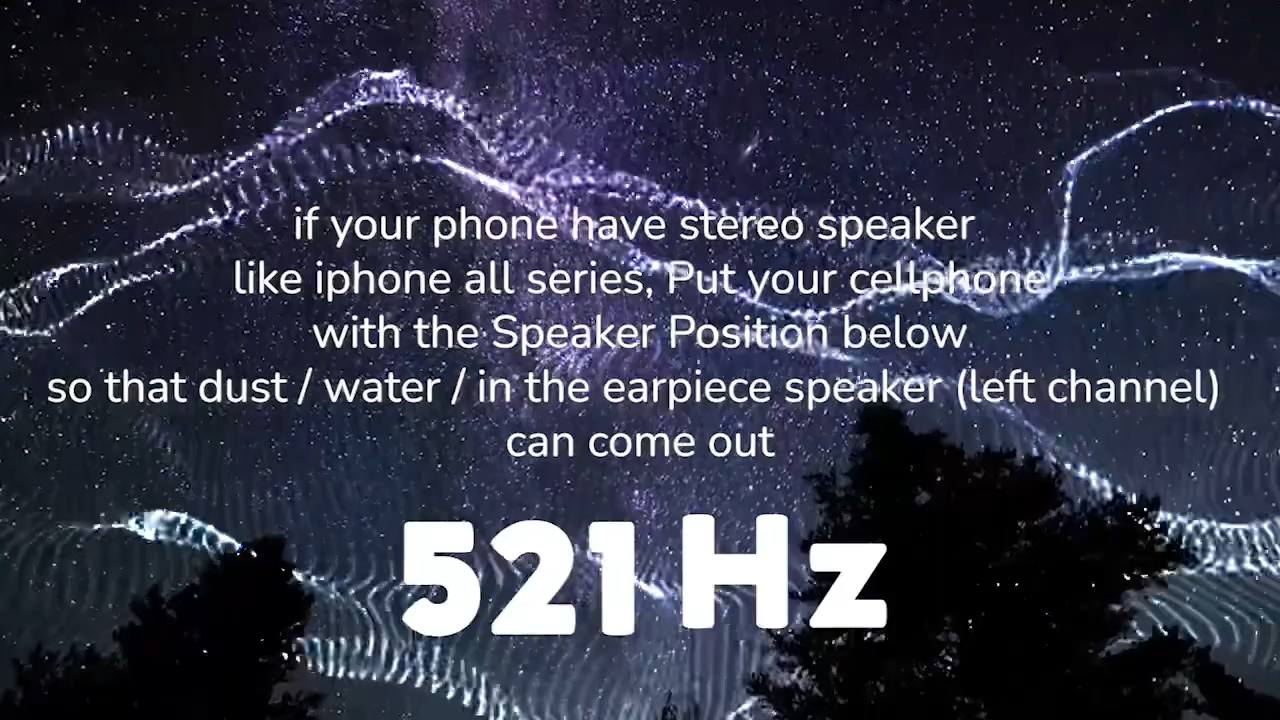 if your phone have stereo speaker
like iphone all series, Put your cellphone
with the Speaker Position below
so that dust / water / in the earpiece speaker (left channel)
can come out
521 Hz